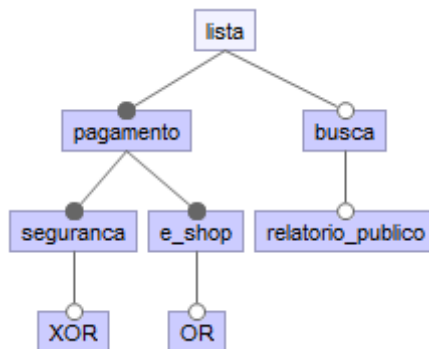 lista
pagamento
busca
seguranca
e_shop
relatorio_publico
XOR
OR